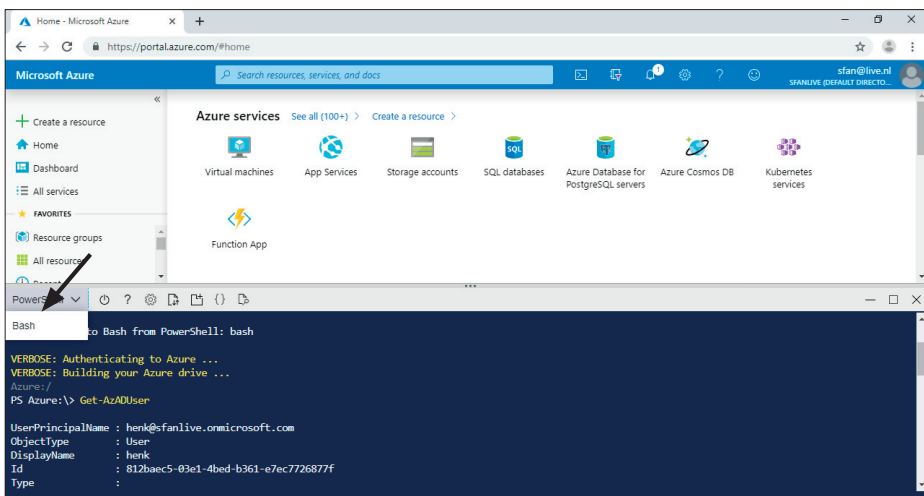 Home - Microsoft Azure
https://portal.azure.com/#home
Microsoft Azure
Search resources, services, and docs
1
sfan@live.nl
SFANLIVE (DEFAULT DIRECTO...
Create a resource
Home
Dashboard
All services
FAVORITES
Resource groups
All resource
Azure services See all (100+) > Create a resource >
Virtual machines
App Services
Storage accounts
SQL databases
Azure Database for PostgreSQL servers
Azure Cosmos DB
Kubernetes services
Function App
Bash
to Bash from PowerShell: bash
VERBOSE: Authenticating to Azure ...
VERBOSE: Building your Azure drive ...
Azure:/
PS Azure:\> Get-AzADUser
UserPrincipalName : henk@sfanlive.onmicrosoft.com
ObjectType : User
DisplayName : henk
Id : 812baec5-03e1-4bed-b361-e7ec7726877f
Type :